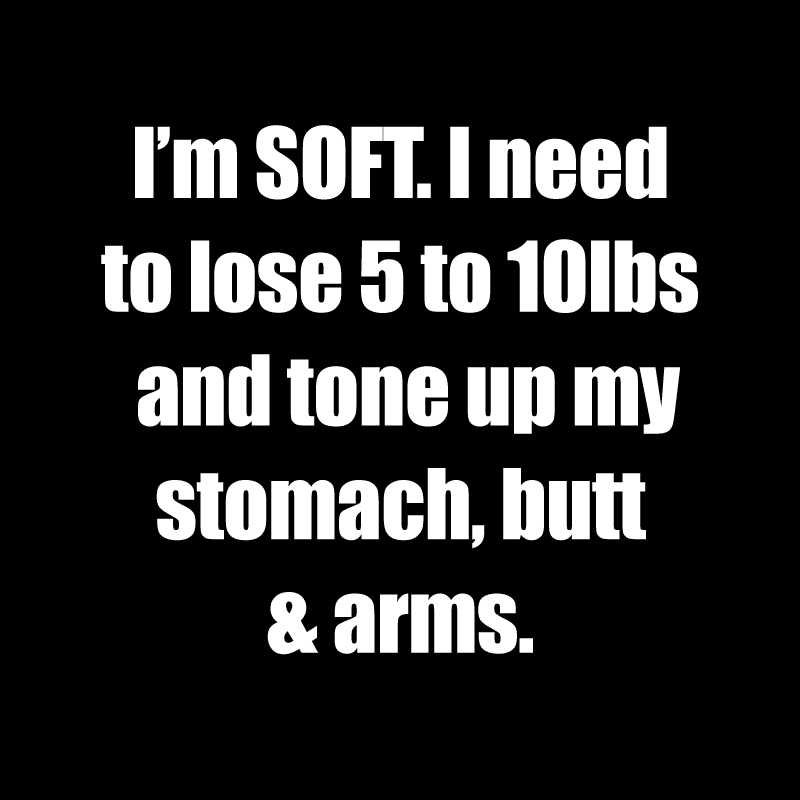 I’m SOFT. I need
to lose 5 to 10lbs
and tone up my
stomach, butt
& arms.